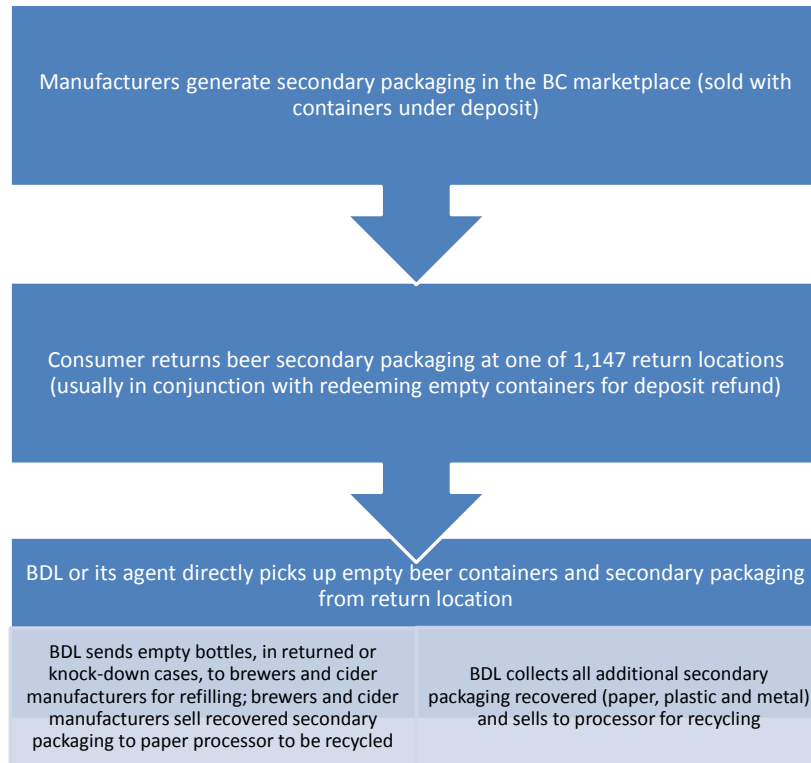 Manufacturers generate secondary packaging in the BC marketplace (sold with
containers under deposit)
Consumer returns beer secondary packaging at one of 1,147 return locations
(usually in conjunction with redeeming empty containers for deposit refund)
BDL or its agent directly picks up empty beer containers and secondary packaging
from return location
BDL sends empty bottles, in returned or
knock-down cases, to brewers and cider
manufacturers for refilling; brewers and cider
manufacturers sell recovered secondary
packaging to paper processor to be recycled
BDL collects all additional secondary
packaging recovered (paper, plastic and metal)
and sells to processor for recycling